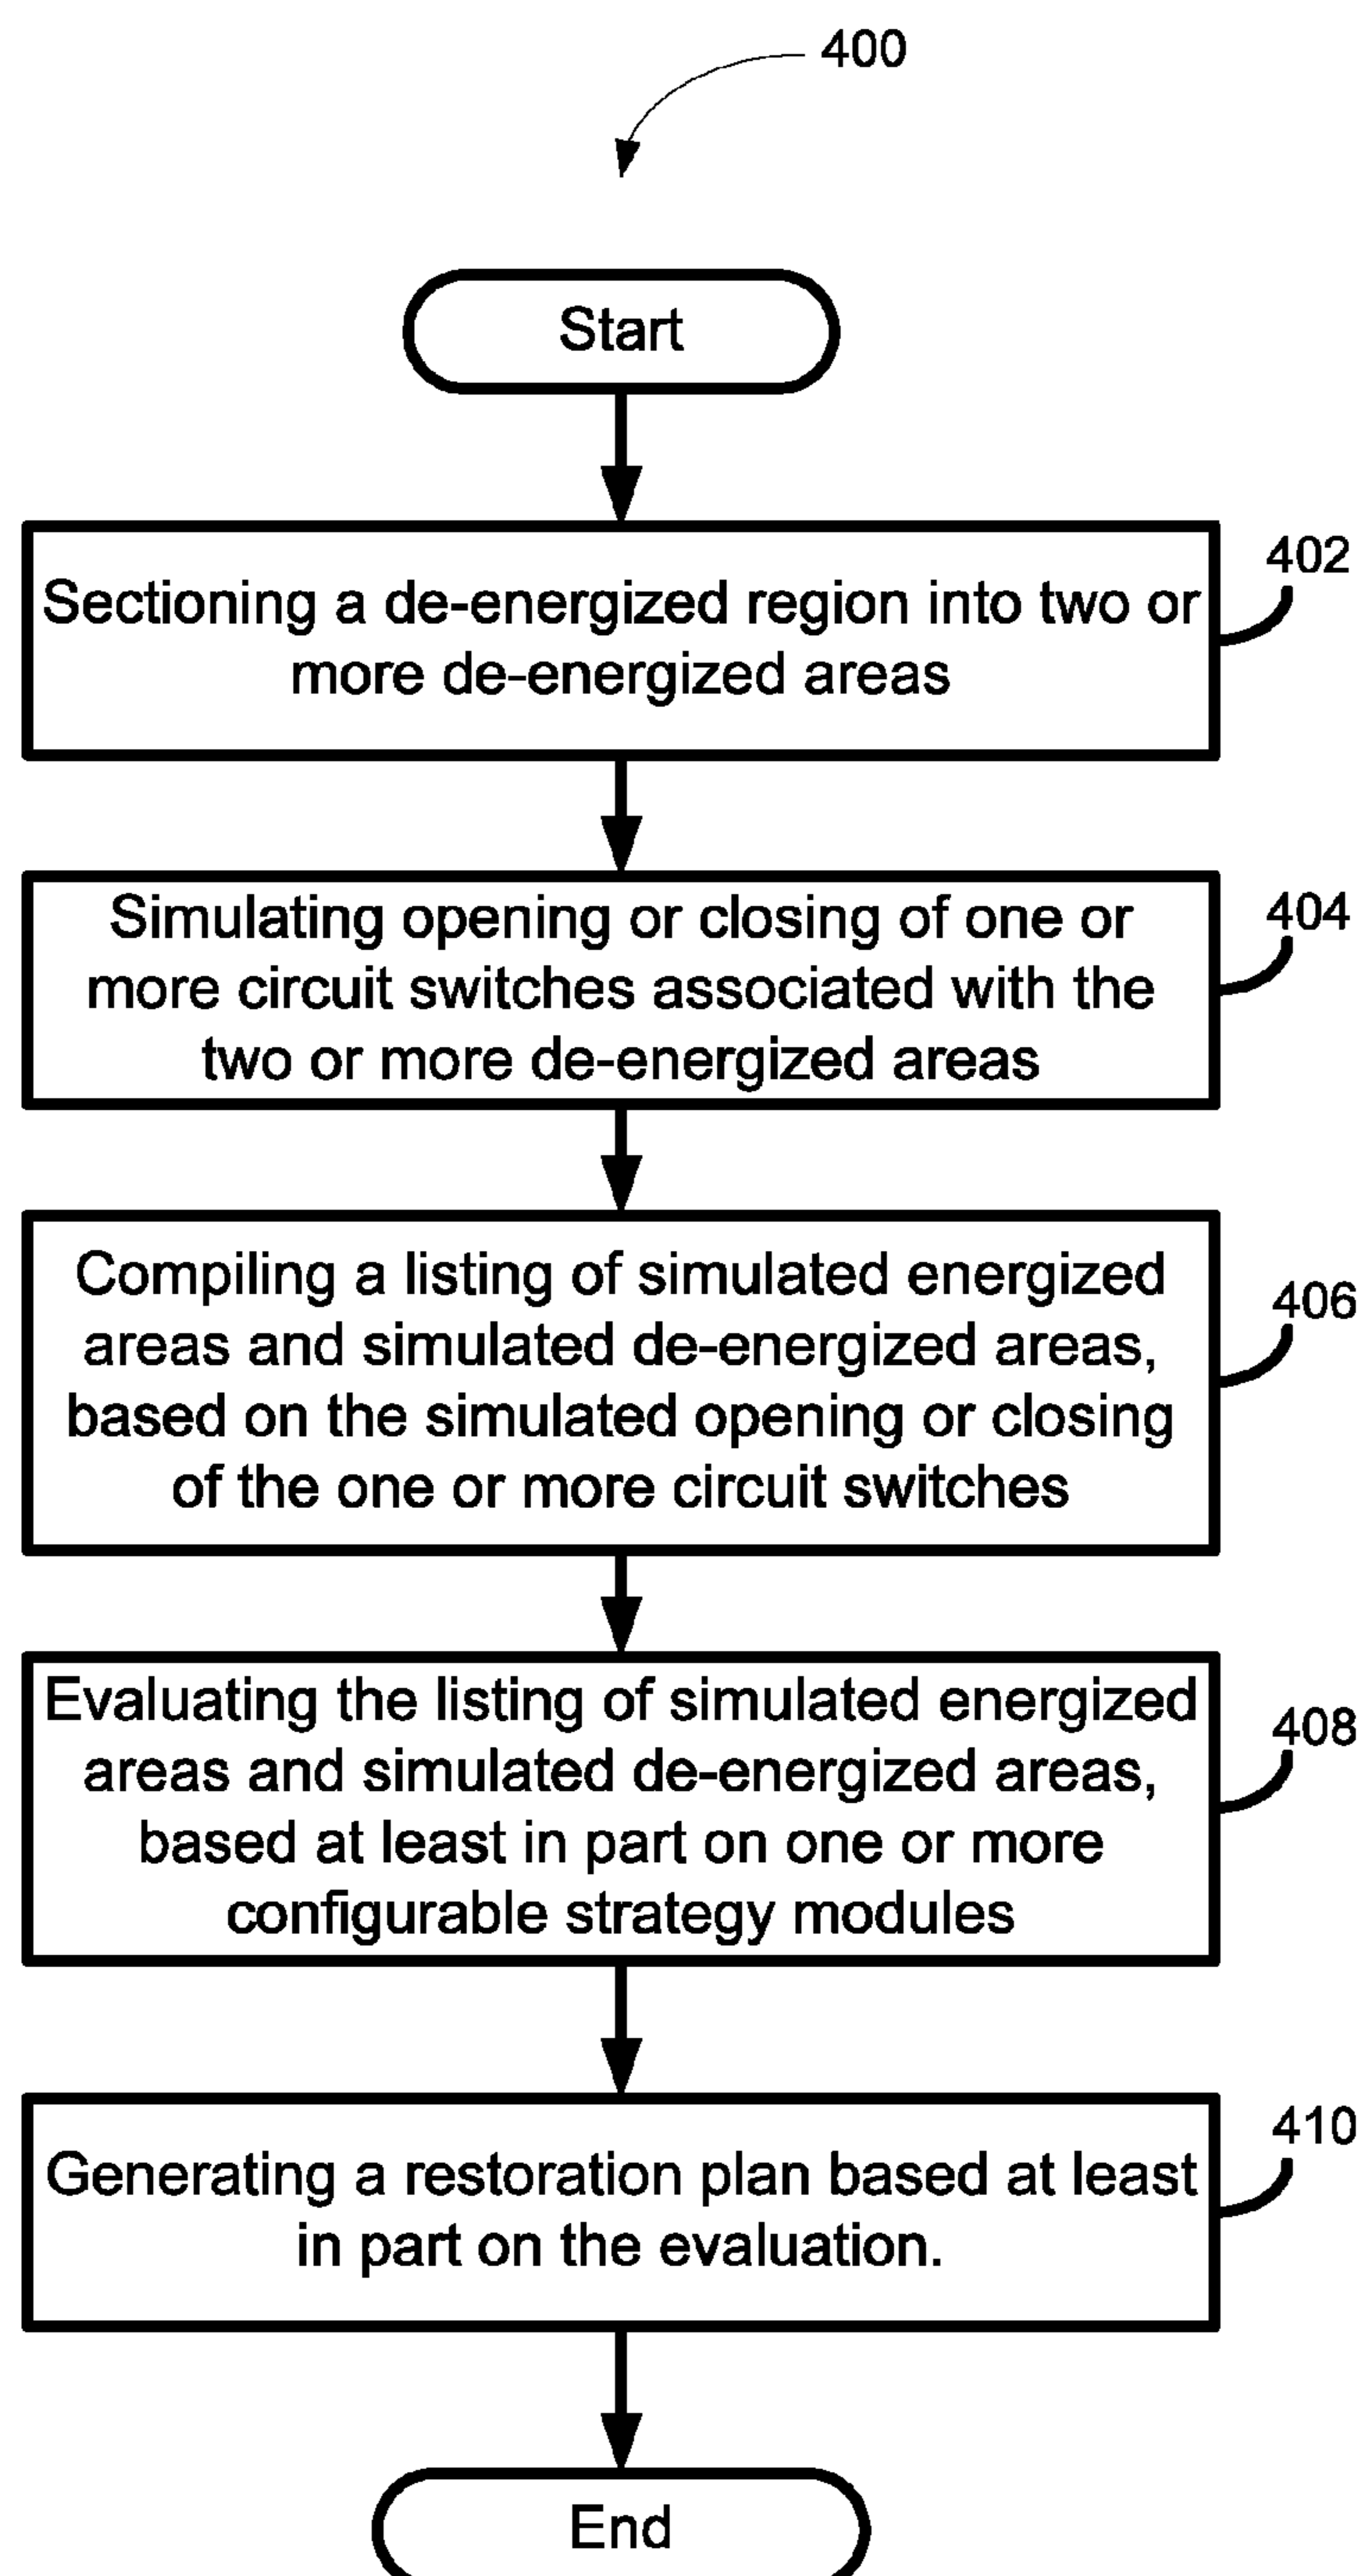 400
Start
402
Sectioning a de-energized region into two or
more de-energized areas
404
Simulating opening or closing of one or
more circuit switches associated with the
two or more de-energized areas
406
Compiling a listing of simulated energized
areas and simulated de-energized areas,
based on the simulated opening or closing
of the one or more circuit switches
408
Evaluating the listing of simulated energized
areas and simulated de-energized areas,
based at least in part on one or more
configurable strategy modules
410
Generating a restoration plan based at least
in part on the evaluation.
End